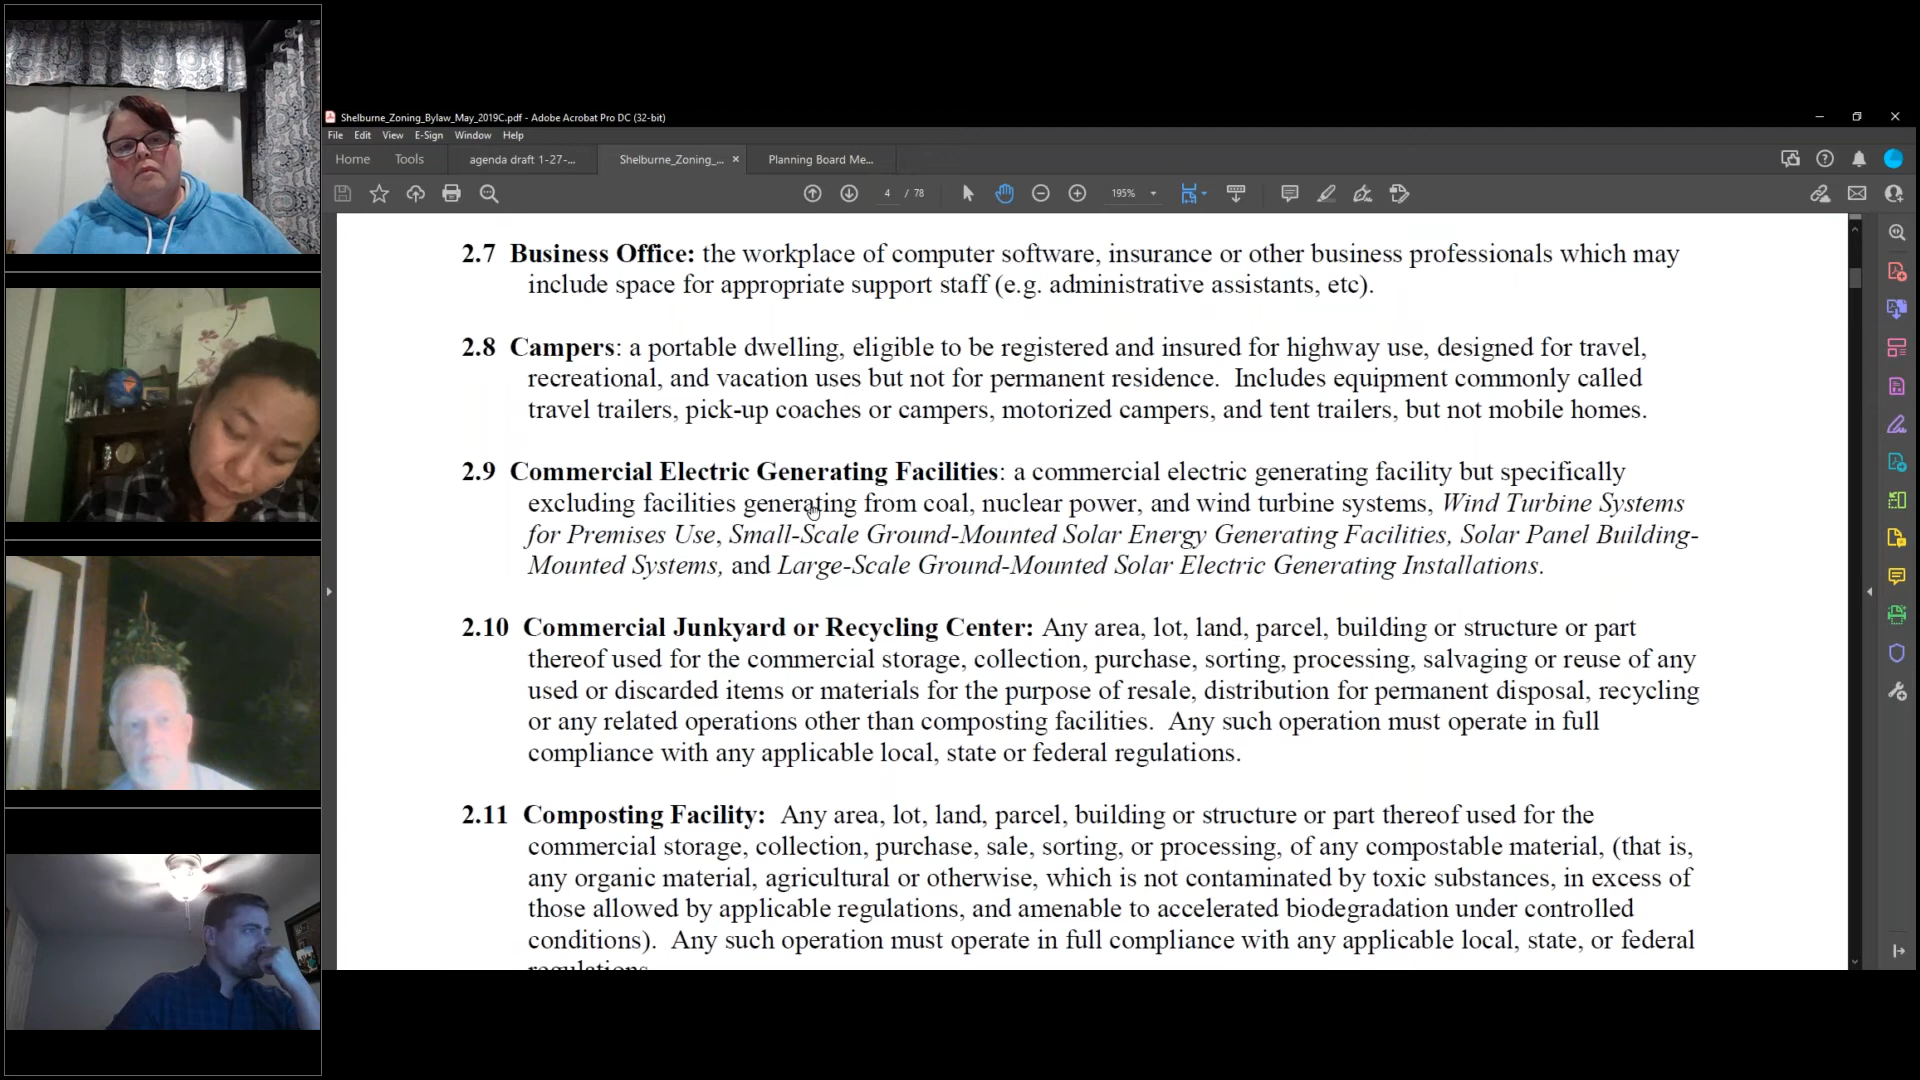 Shelburne_Zoning_Bylaw_May_2019C.pdf - Adobe Acrobat Pro DC (32-bit)
File Edit View E-Sign Window Help
Home Tools agenda draft 1-27-... Shelburne_Zoning_... × Planning Board Me...
4 / 78 195%
2.7 Business Office: the workplace of computer software, insurance or other business professionals which may
include space for appropriate support staff (e.g. administrative assistants, etc).
2.8 Campers: a portable dwelling, eligible to be registered and insured for highway use, designed for travel,
recreational, and vacation uses but not for permanent residence. Includes equipment commonly called
travel trailers, pick-up coaches or campers, motorized campers, and tent trailers, but not mobile homes.
2.9 Commercial Electric Generating Facilities: a commercial electric generating facility but specifically
excluding facilities generating from coal, nuclear power, and wind turbine systems, Wind Turbine Systems
for Premises Use, Small-Scale Ground-Mounted Solar Energy Generating Facilities, Solar Panel Building-
Mounted Systems, and Large-Scale Ground-Mounted Solar Electric Generating Installations.
2.10 Commercial Junkyard or Recycling Center: Any area, lot, land, parcel, building or structure or part
thereof used for the commercial storage, collection, purchase, sorting, processing, salvaging or reuse of any
used or discarded items or materials for the purpose of resale, distribution for permanent disposal, recycling
or any related operations other than composting facilities. Any such operation must operate in full
compliance with any applicable local, state or federal regulations.
2.11 Composting Facility: Any area, lot, land, parcel, building or structure or part thereof used for the
commercial storage, collection, purchase, sale, sorting, or processing, of any compostable material, (that is,
any organic material, agricultural or otherwise, which is not contaminated by toxic substances, in excess of
those allowed by applicable regulations, and amenable to accelerated biodegradation under controlled
conditions). Any such operation must operate in full compliance with any applicable local, state, or federal
regulations.